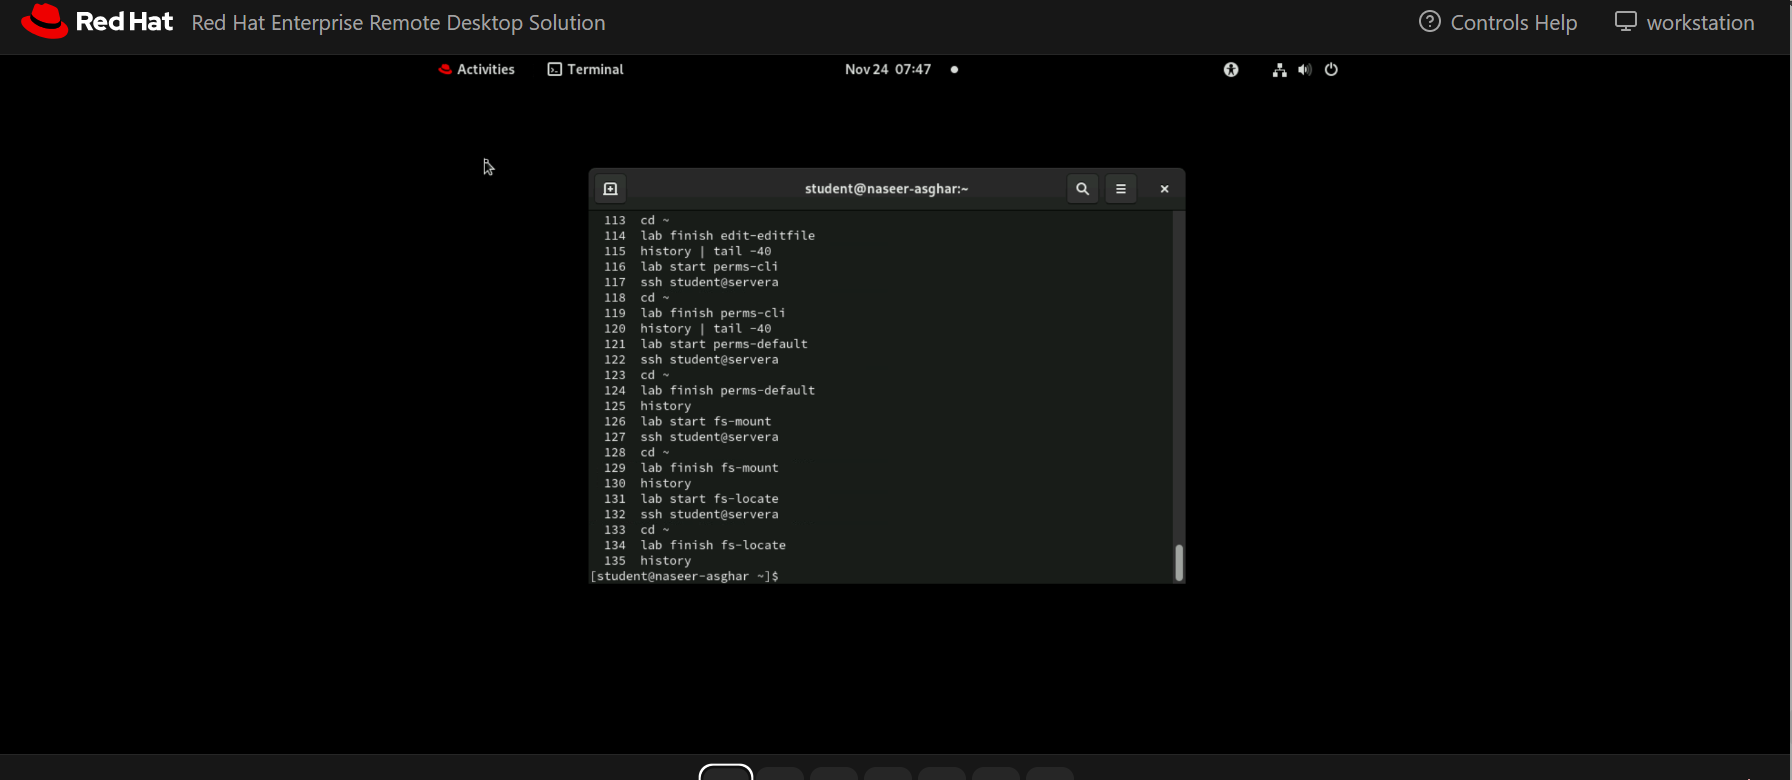 Red Hat Red Hat Enterprise Remote Desktop Solution Controls Help workstation
Activities Terminal Nov 24 07:47
student@naseer-asghar:~
113 cd ~
114 lab finish edit-editfile
115 history | tail -40
116 lab start perms-cli
117 ssh student@servera
118 cd ~
119 lab finish perms-cli
120 history | tail -40
121 lab start perms-default
122 ssh student@servera
123 cd ~
124 lab finish perms-default
125 history
126 lab start fs-mount
127 ssh student@servera
128 cd ~
129 lab finish fs-mount
130 history
131 lab start fs-locate
132 ssh student@servera
133 cd ~
134 lab finish fs-locate
135 history
[student@naseer-asghar ~]$